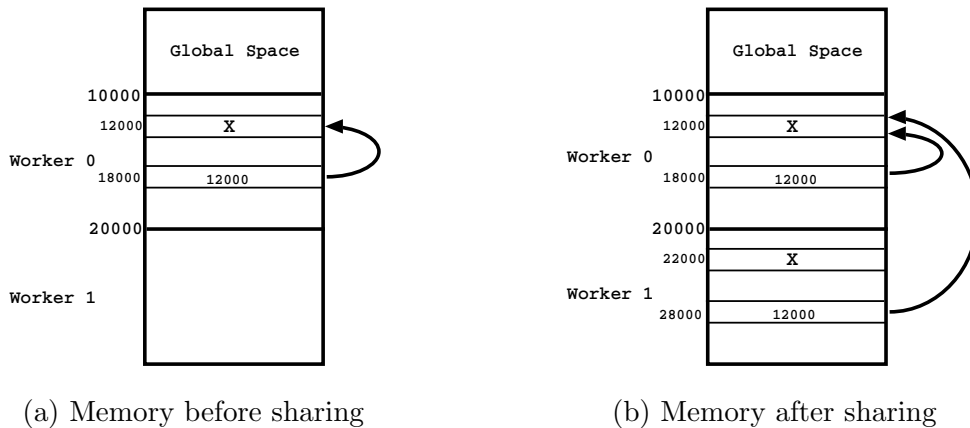 Global Space
10000
12000 X
Worker 0
18000 12000
20000
Worker 1
(a) Memory before sharing
Global Space
10000
12000 X
Worker 0
18000 12000
20000
22000 X
Worker 1
28000 12000
(b) Memory after sharing